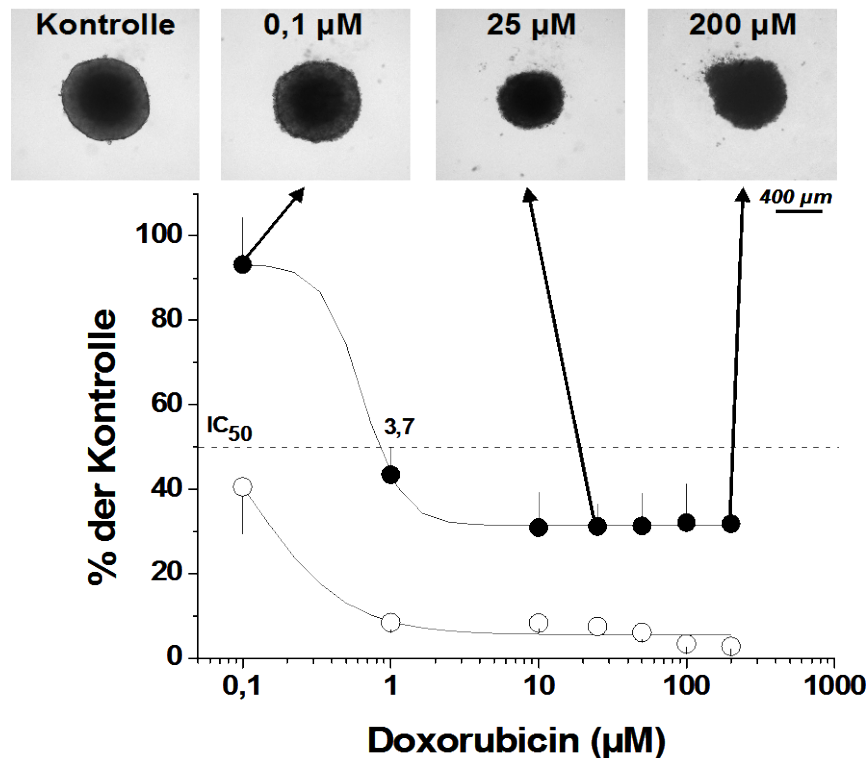 Kontrolle
0,1 µM
25 µM
200 µM
400 µm
% der Kontrolle
100
80
60
40
20
0
IC50
3,7
0,1
1
10
100
1000
Doxorubicin (µM)